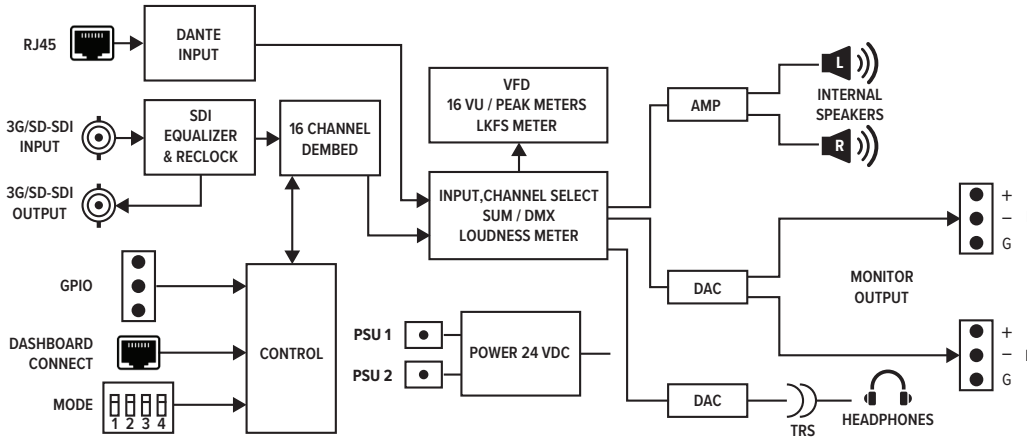 RJ45
DANTE
INPUT
3G/SD-SDI
INPUT
SDI
EQUALIZER
& RECLOCK
16 CHANNEL
DEMBED
3G/SD-SDI
OUTPUT
VFD
16 VU / PEAK METERS
LKFS METER
INPUT,CHANNEL SELECT
SUM / DMX
LOUDNESS METER
AMP
L
INTERNAL
SPEAKERS
R
DAC
MONITOR
OUTPUT
+
−
G
+
−
G
GPIO
DASHBOARD
CONNECT
MODE
1 2 3 4
CONTROL
PSU 1
PSU 2
POWER 24 VDC
DAC
TRS
HEADPHONES